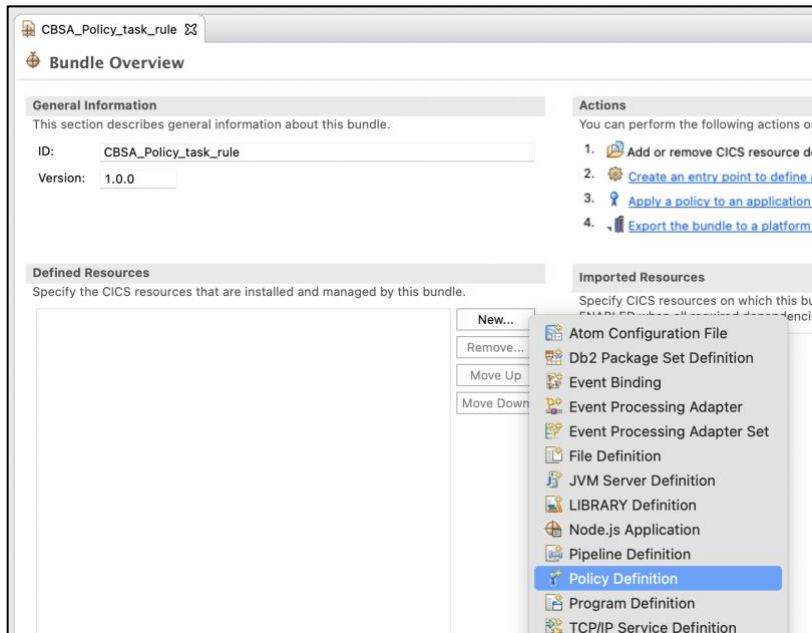 CBSA_Policy_task_rule
Bundle Overview
General Information
This section describes general information about this bundle.
ID: CBSA_Policy_task_rule
Version: 1.0.0
Actions
You can perform the following actions
1. Add or remove CICS resource
2. Create an entry point to define
3. Apply a policy to an application
4. Export the bundle to a platform
Defined Resources
Specify the CICS resources that are installed and managed by this bundle.
New...
Remove...
Move Up
Move Down
Imported Resources
Specify CICS resources on which this
Atom Configuration File
Db2 Package Set Definition
Event Binding
Event Processing Adapter
Event Processing Adapter Set
File Definition
JVM Server Definition
LIBRARY Definition
Node.js Application
Pipeline Definition
Policy Definition
Program Definition
TCP/IP Service Definition